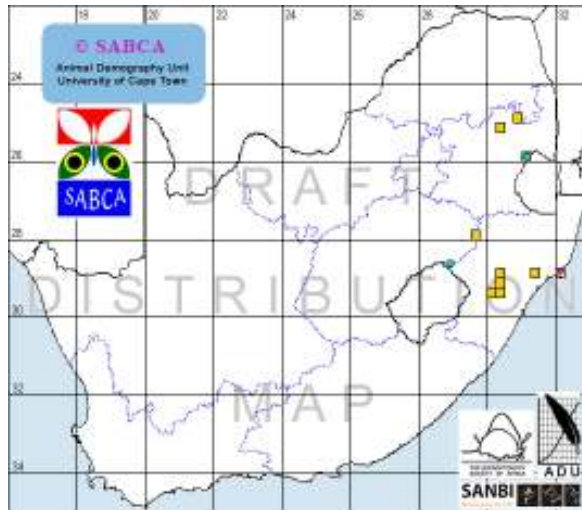 18 20 22 24 26 28 30 32
© SABCA
Animal Demography Unit
University of Cape Town
24
SABCA
26
DRAFT
28
DISTRIBUTION
30
32
MAP
34
ADU
SANBI